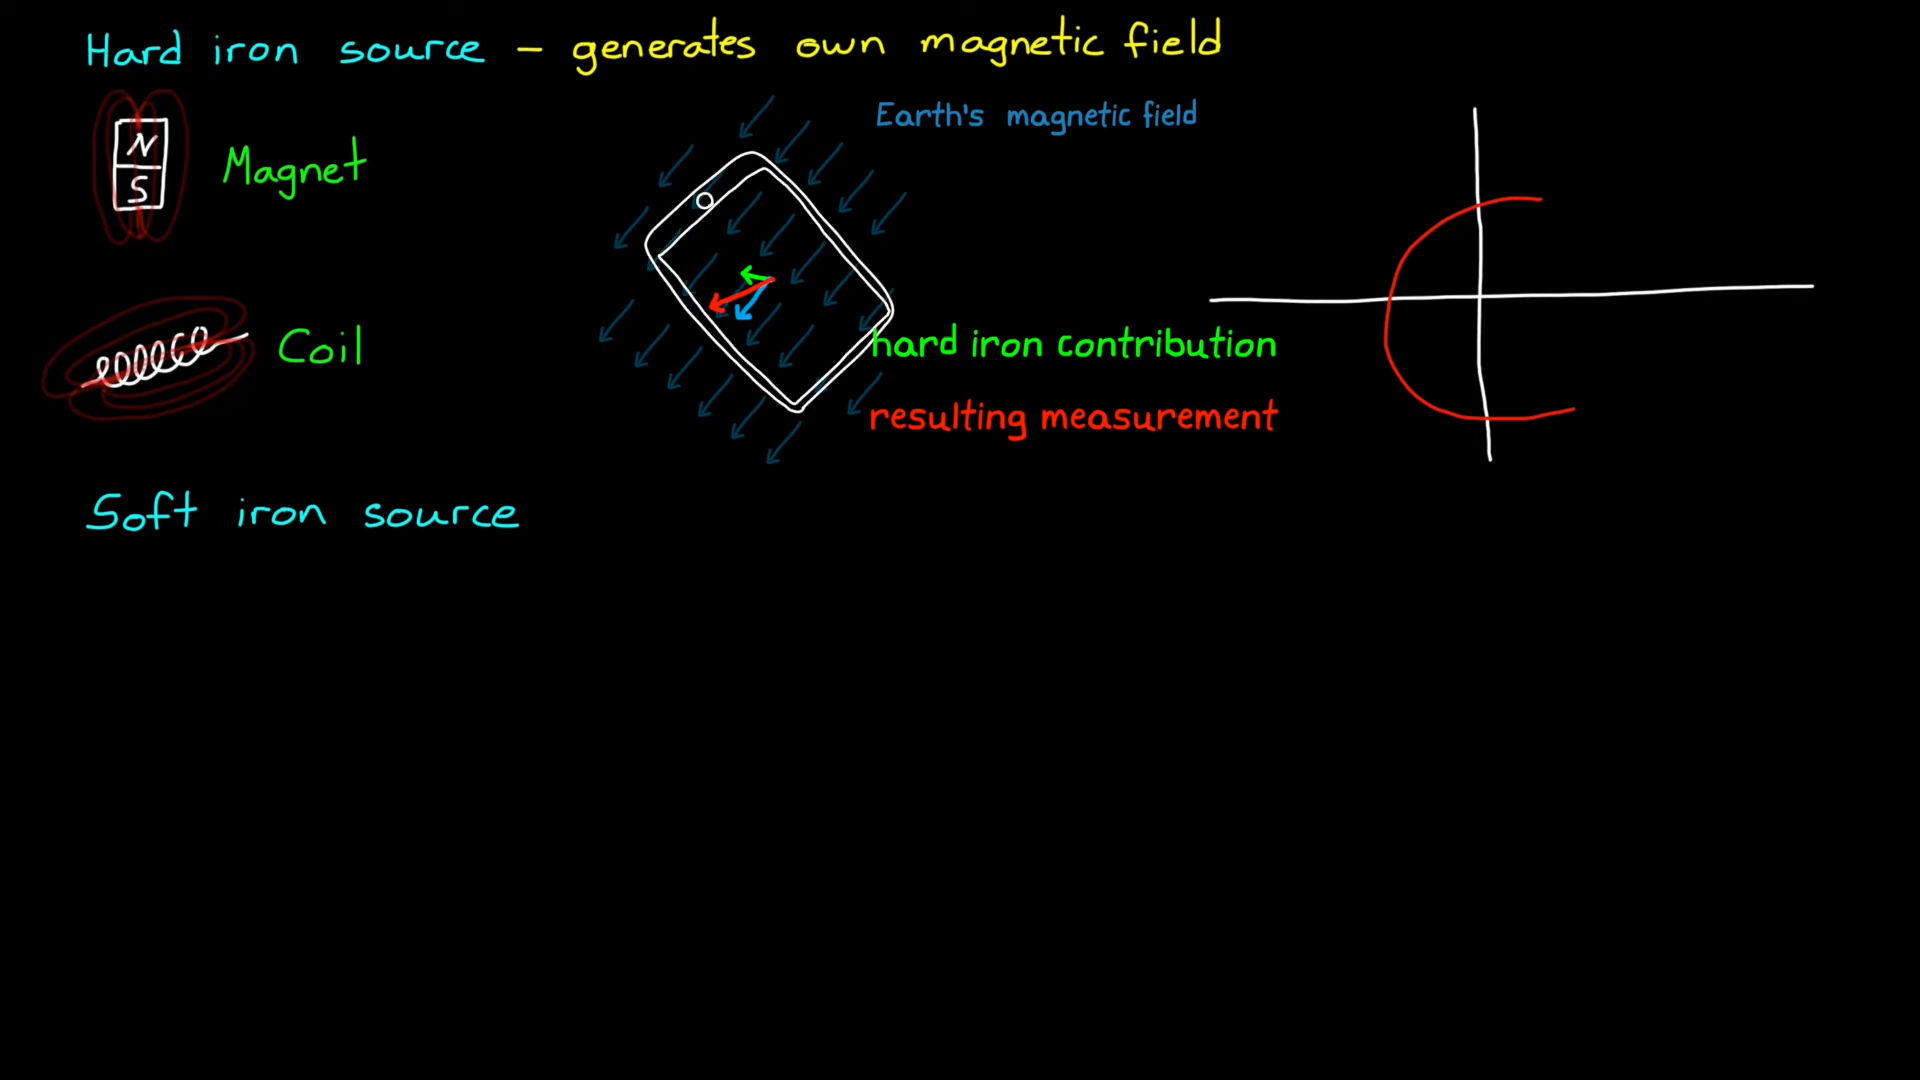 Hard iron source - generates own magnetic field
N
S
Magnet
Earth's magnetic field
Coil
hard iron contribution
resulting measurement
Soft iron source